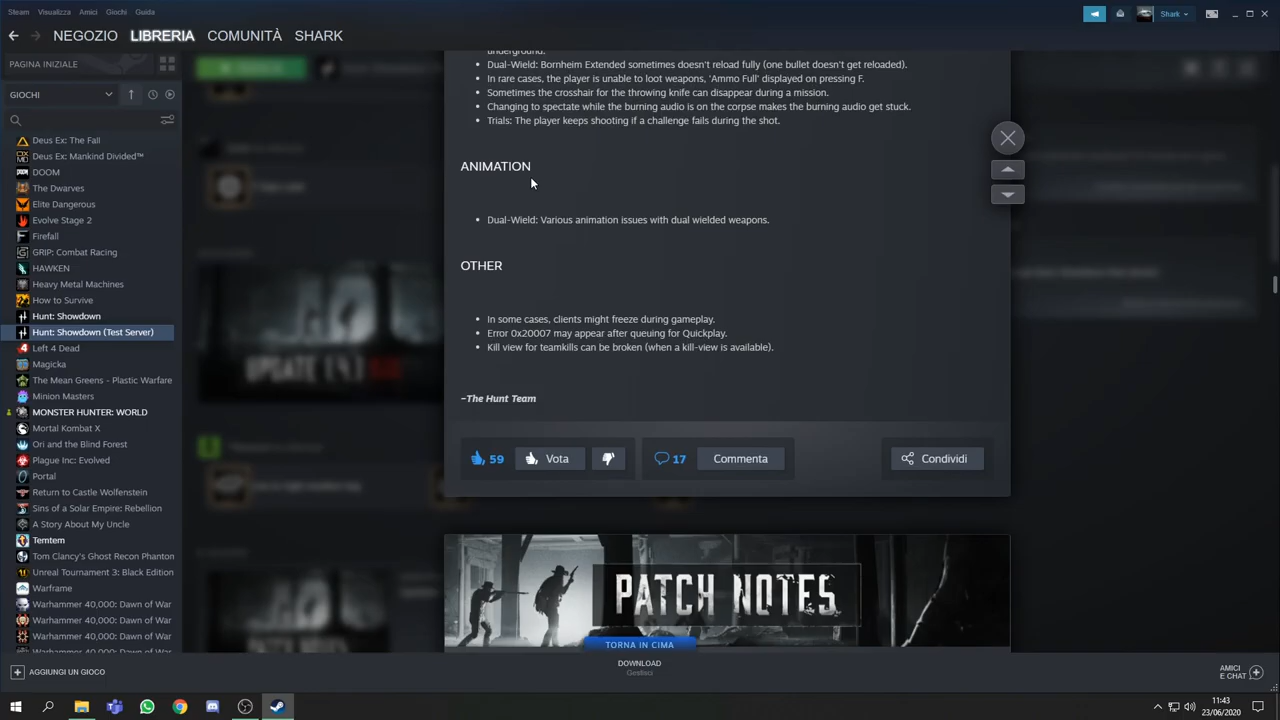 Steam Visualizza Amici Giochi Guida
Shark
NEGOZIO LIBRERIA COMUNITÀ SHARK
PAGINA INIZIALE
GIOCHI
Deus Ex: The Fall
Deus Ex: Mankind Divided™
DOOM
The Dwarves
Elite Dangerous
Evolve Stage 2
Firefall
GRIP: Combat Racing
HAWKEN
Heavy Metal Machines
How to Survive
Hunt: Showdown
Hunt: Showdown (Test Server)
Left 4 Dead
Magicka
The Mean Greens - Plastic Warfare
Minion Masters
MONSTER HUNTER: WORLD
Mortal Kombat X
Ori and the Blind Forest
Plague Inc: Evolved
Portal
Return to Castle Wolfenstein
Sins of a Solar Empire: Rebellion
A Story About My Uncle
Temtem
Tom Clancy's Ghost Recon Phantom
Unreal Tournament 3: Black Edition
Warframe
Warhammer 40,000: Dawn of War
Warhammer 40,000: Dawn of War
Warhammer 40,000: Dawn of War
AGGIUNGI UN GIOCO
underground.
• Dual-Wield: Bornheim Extended sometimes doesn't reload fully (one bullet doesn't get reloaded).
• In rare cases, the player is unable to loot weapons, 'Ammo Full' displayed on pressing F.
• Sometimes the crosshair for the throwing knife can disappear during a mission.
• Changing to spectate while the burning audio is on the corpse makes the burning audio get stuck.
• Trials: The player keeps shooting if a challenge fails during the shot.
ANIMATION
• Dual-Wield: Various animation issues with dual wielded weapons.
OTHER
• In some cases, clients might freeze during gameplay.
• Error 0x20007 may appear after queuing for Quickplay.
• Kill view for teamkills can be broken (when a kill-view is available).
–The Hunt Team
59 Vota 17 Commenta Condividi
PATCH NOTES
TORNA IN CIMA
DOWNLOAD
Gestisci
AMICI
E CHAT
11:43
23/06/2020